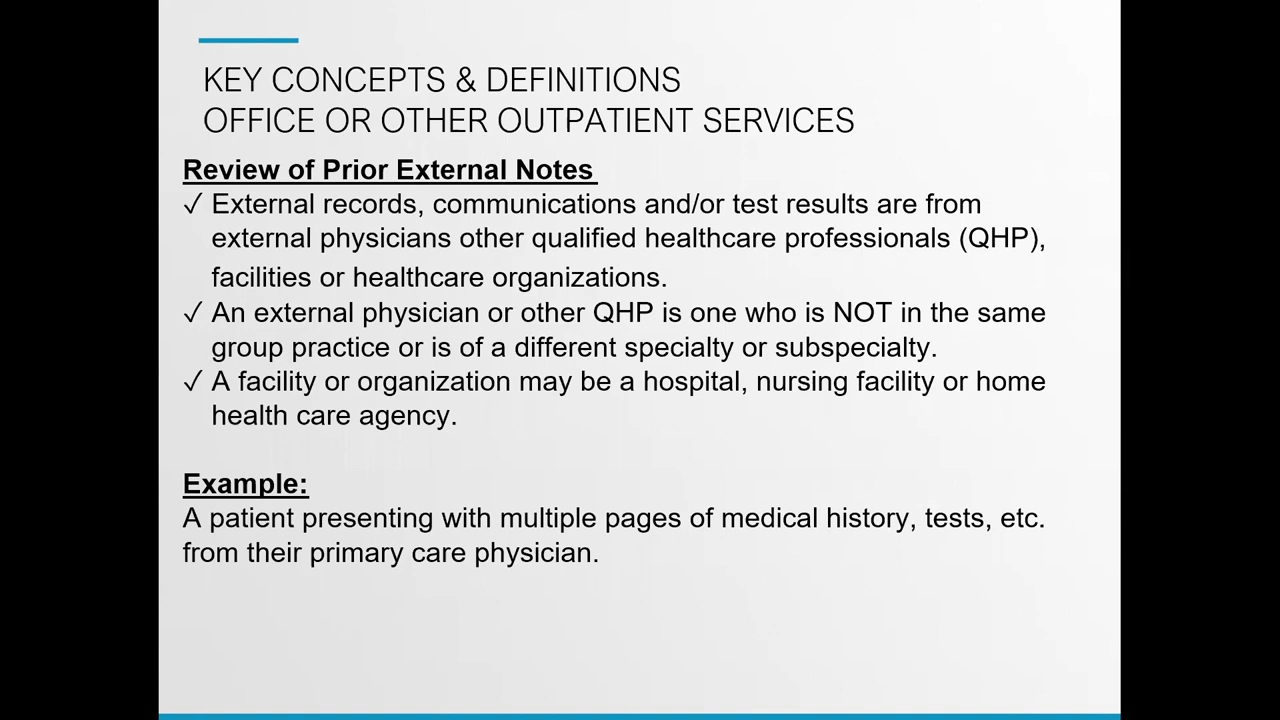 KEY CONCEPTS & DEFINITIONS
OFFICE OR OTHER OUTPATIENT SERVICES
Review of Prior External Notes
✓ External records, communications and/or test results are from
external physicians other qualified healthcare professionals (QHP),
facilities or healthcare organizations.
✓ An external physician or other QHP is one who is NOT in the same
group practice or is of a different specialty or subspecialty.
✓ A facility or organization may be a hospital, nursing facility or home
health care agency.
Example:
A patient presenting with multiple pages of medical history, tests, etc.
from their primary care physician.